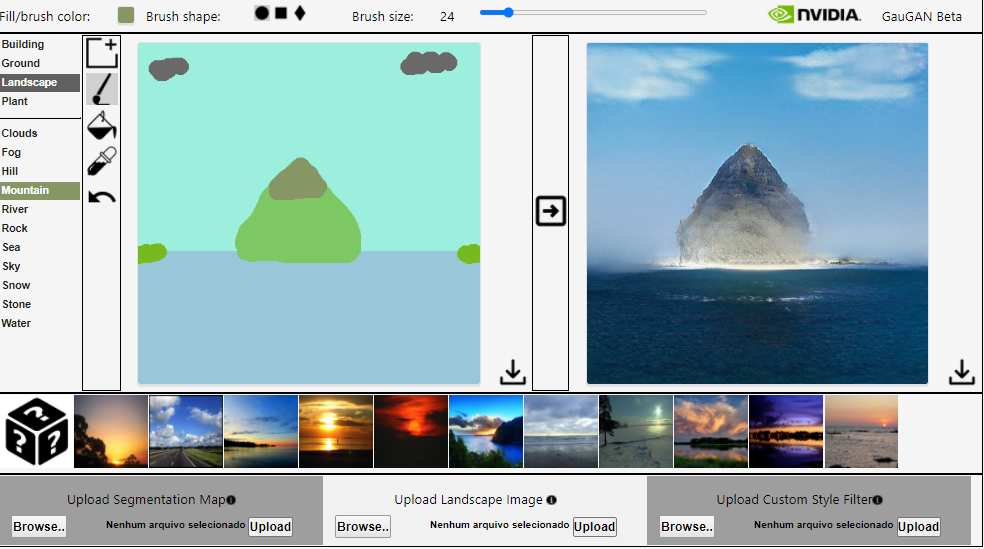 Fill/brush color: Brush shape: Brush size: 24 NVIDIA. GauGAN Beta
Building
Ground
Landscape
Plant
Clouds
Fog
Hill
Mountain
River
Rock
Sea
Sky
Snow
Stone
Water
? ? ?
Upload Segmentation Map Upload Landscape Image Upload Custom Style Filter
Browse.. Nenhum arquivo selecionado Upload Browse.. Nenhum arquivo selecionado Upload Browse.. Nenhum arquivo selecionado Upload